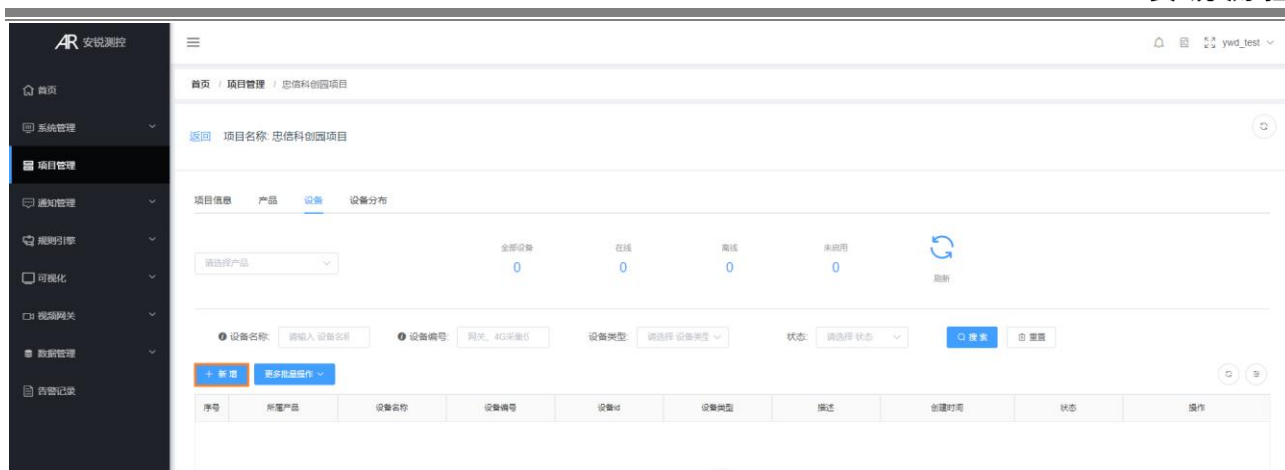 AR 安锐测控
ywd_test
首页
系统管理
项目管理
通知管理
规则引擎
可视化
视频网关
数据管理
告警记录
首页 / 项目管理 / 忠信科创园项目
返回 项目名称: 忠信科创园项目
项目信息 产品 设备 设备分布
请选择产品
全部设备 在线 离线 未启用
0 0 0 0
刷新
设备名称: 请输入 设备名称 设备编号: 网关、4G采集仪 设备类型: 请选择 设备类型 状态: 请选择 状态 搜 索 重置
+ 新 增 更多批量操作
序号 所属产品 设备名称 设备编号 设备id 设备类型 描述 创建时间 状态 操作